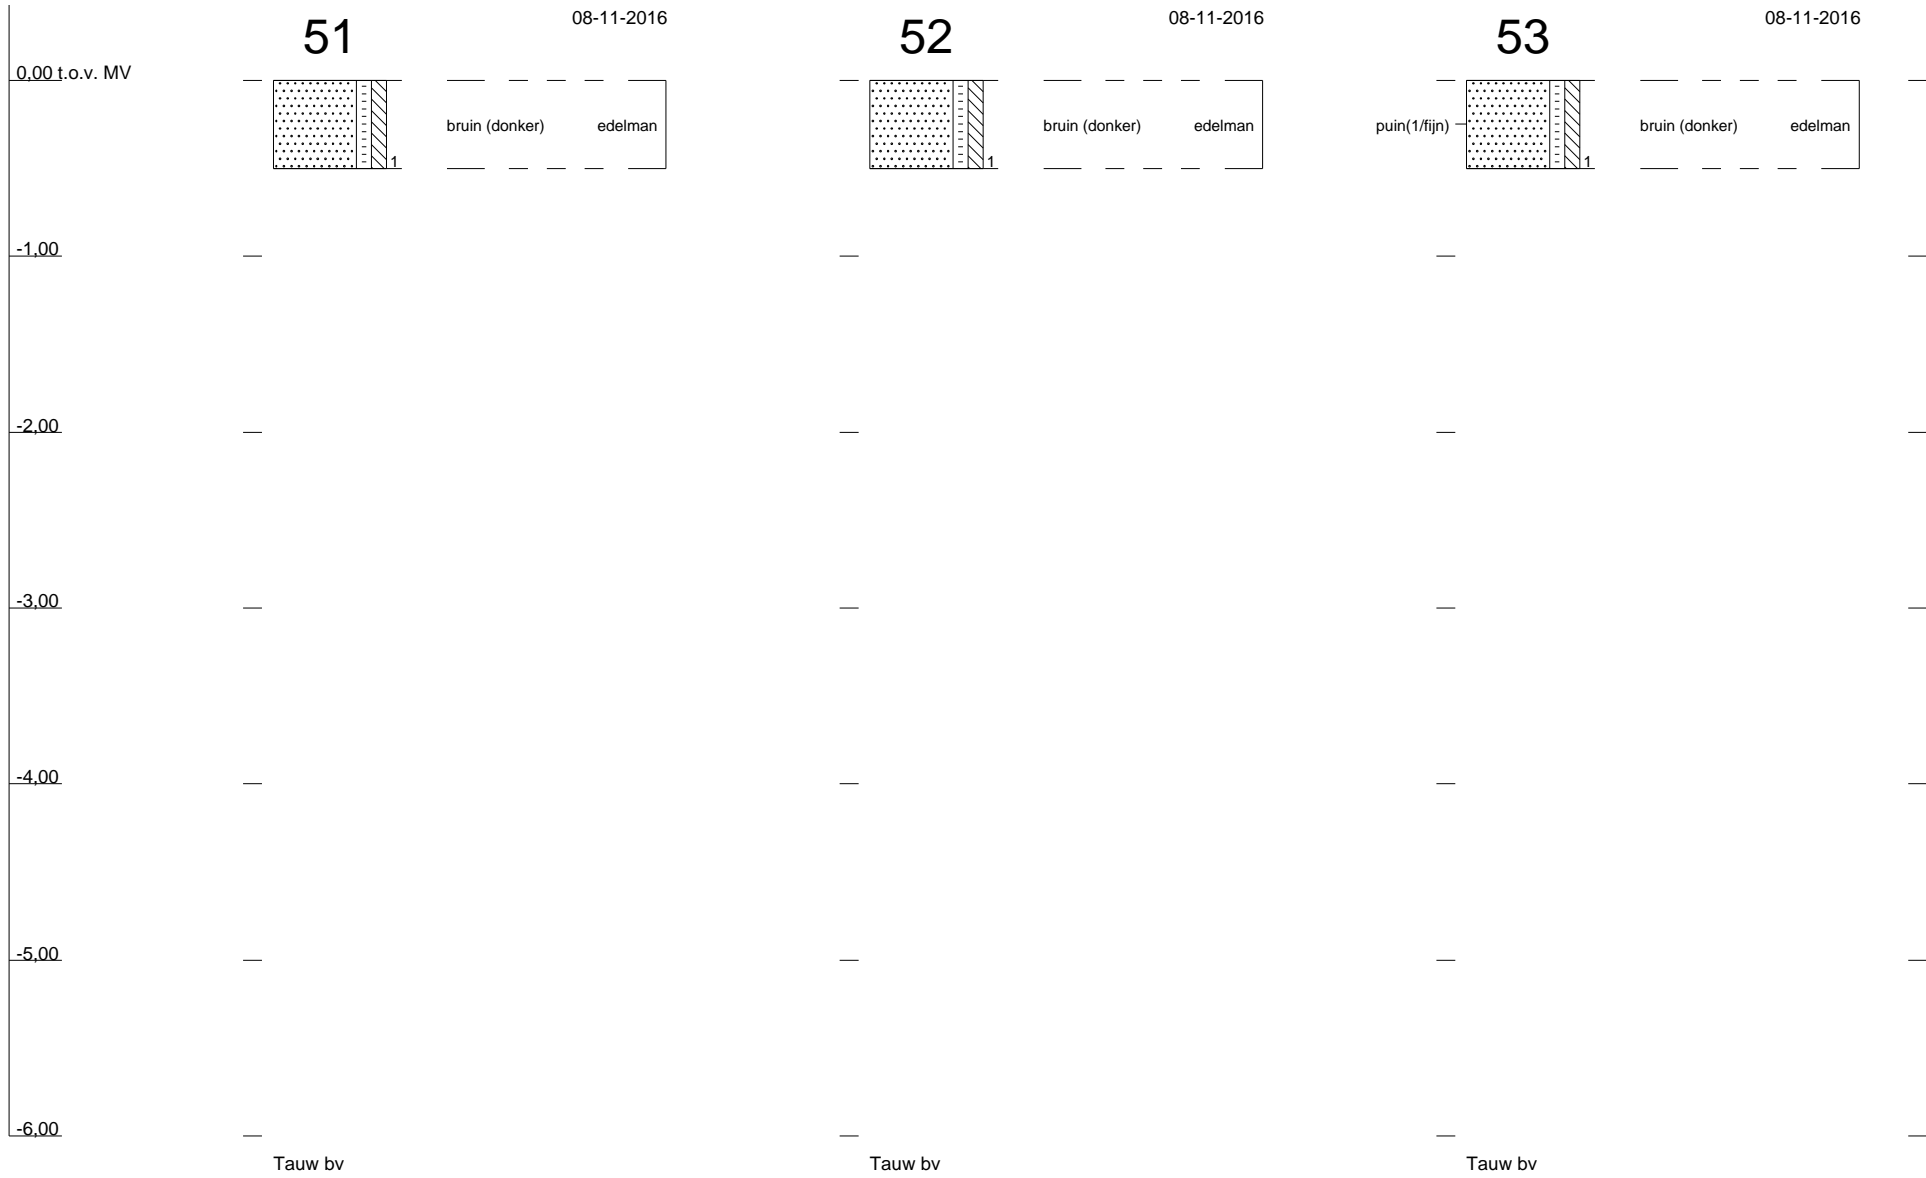 51 08-11-2016 52 08-11-2016 53 08-11-2016
0,00 t.o.v. MV
bruin (donker) edelman bruin (donker) edelman puin(1/fijn) bruin (donker) edelman
1 1 1
-1,00
-2,00
-3,00
-4,00
-5,00
-6,00
Tauw bv Tauw bv Tauw bv